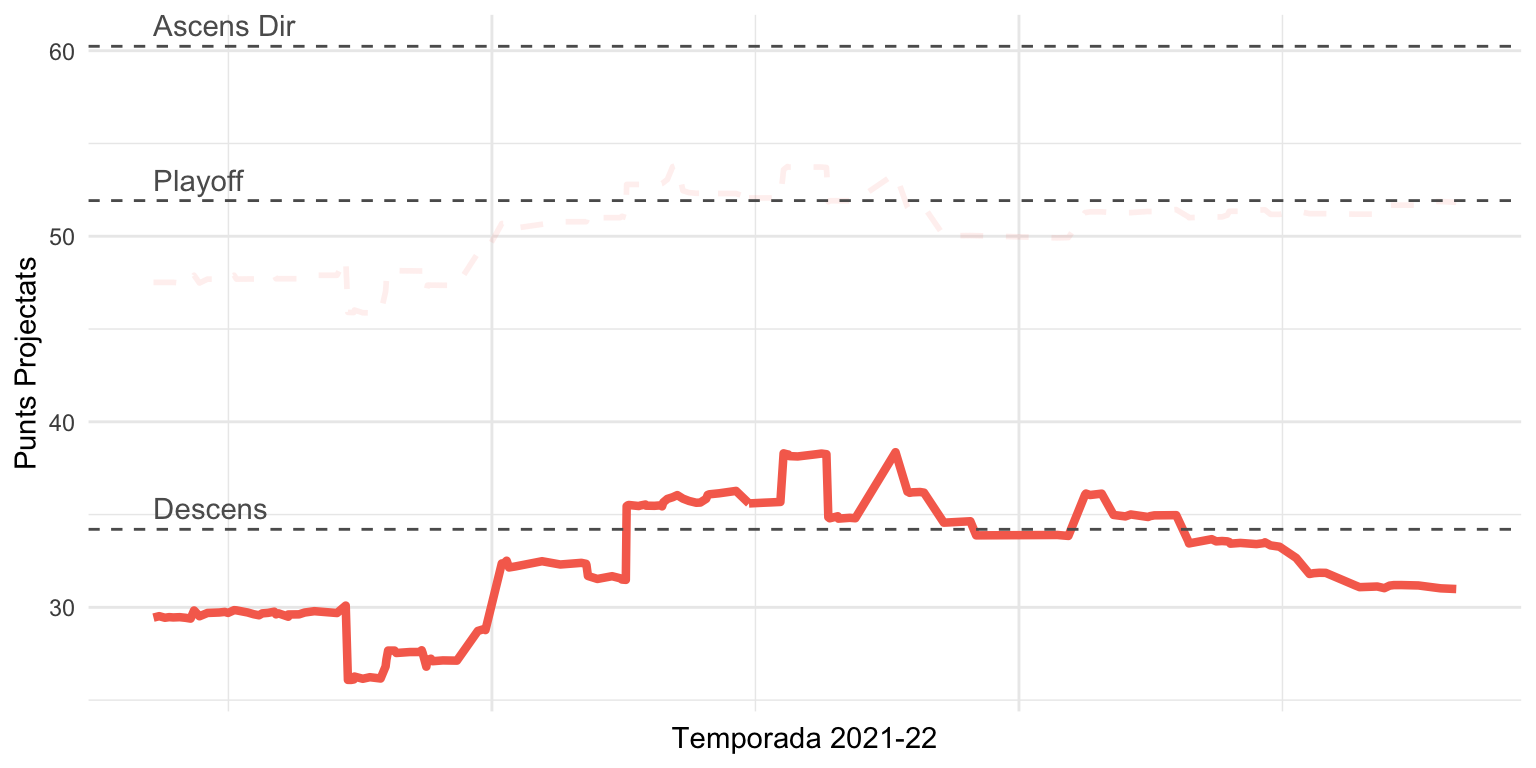 Ascens Dir
60
Playoff
50
Punts Projectats
40
Descens
30
Temporada 2021-22